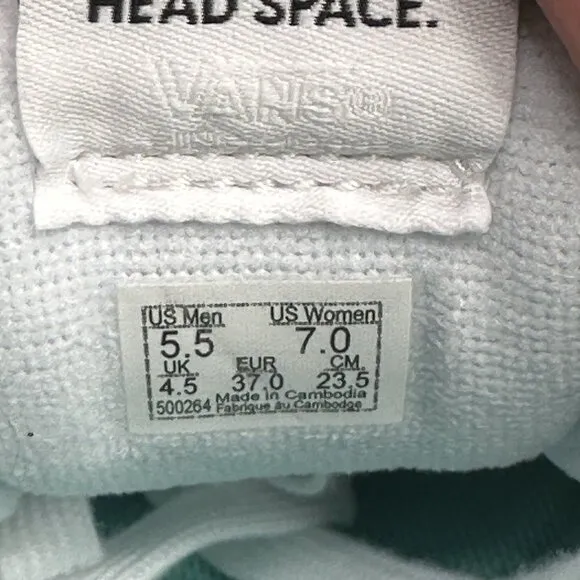 HEAD SPACE.
VANS®
US Men US Women
5.5 7.0
UK EUR CM
4.5 37.0 23.5
Made in Cambodia
500264 Fabriqué au Cambodge